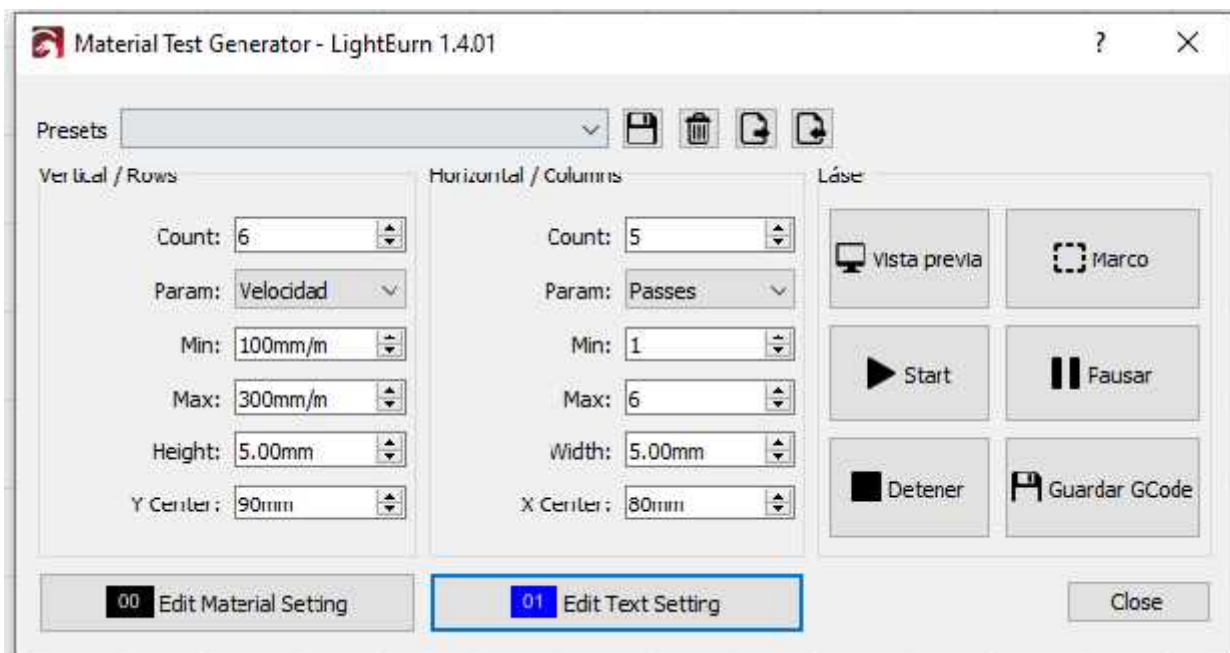 Material Test Generator - LightBurn 1.4.01
?
Presets
Vertical / Rows
Count: 6
Param: Velocidad
Min: 100mm/m
Max: 300mm/m
Height: 5.00mm
Y Center: 90mm
Horizontal / Columns
Count: 5
Param: Passes
Min: 1
Max: 6
Width: 5.00mm
X Center: 80mm
Láse
Vista previa
Marco
Start
Pausar
Detener
Guardar GCode
00 Edit Material Setting
01 Edit Text Setting
Close